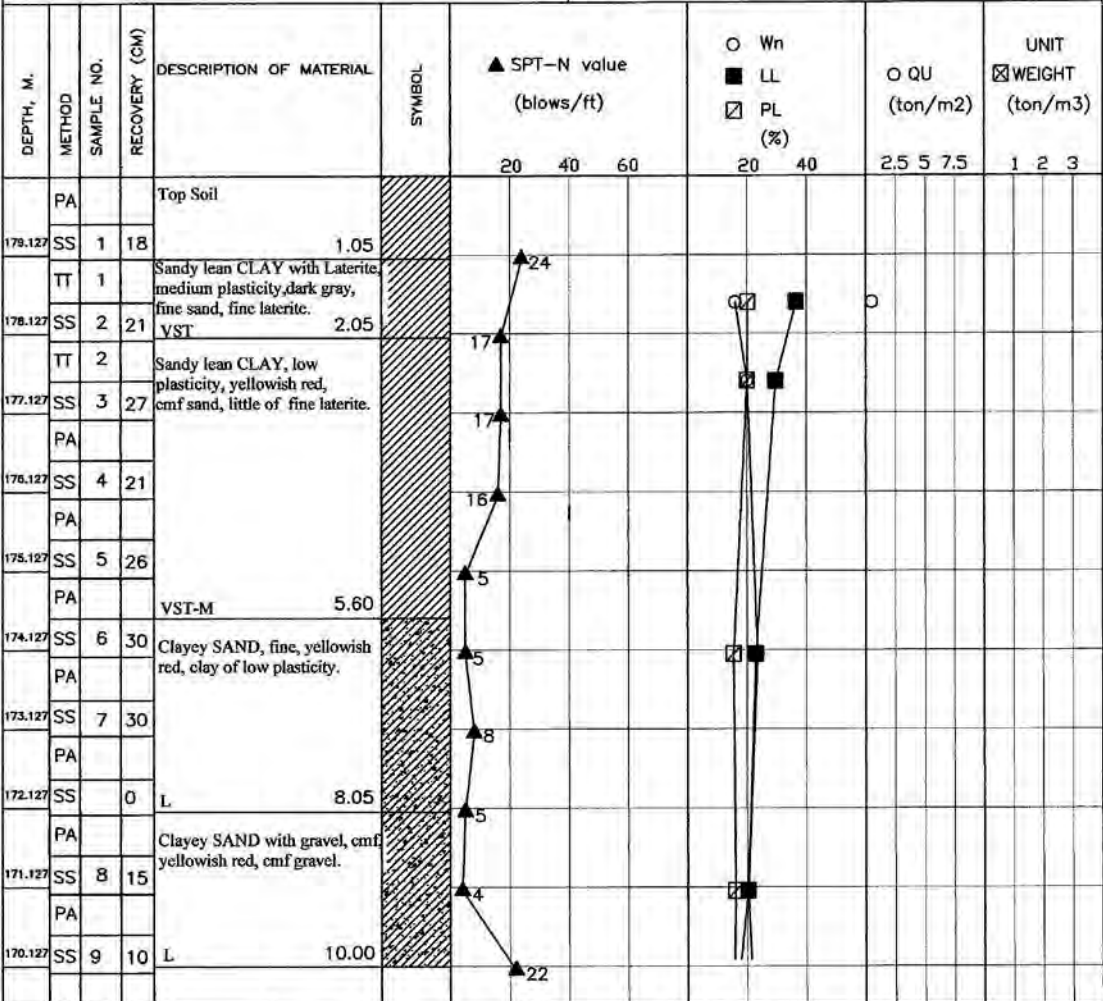 DEPTH, M.
METHOD
SAMPLE NO.
RECOVERY (CM)
DESCRIPTION OF MATERIAL
SYMBOL
▲ SPT-N value
(blows/ft)
20 40 60
○ Wn
■ LL
☑ PL
(%)
20 40
○ QU
(ton/m2)
2.5 5 7.5
UNIT
☒ WEIGHT
(ton/m3)
1 2 3
PA Top Soil
179.127 SS 1 18 1.05
24
TT 1 Sandy lean CLAY with Laterite,
medium plasticity,dark gray,
fine sand, fine laterite.
178.127 SS 2 21 VST 2.05
17
TT 2 Sandy lean CLAY, low
plasticity, yellowish red,
177.127 SS 3 27 cmf sand, little of fine laterite.
17
PA
176.127 SS 4 21
16
PA
175.127 SS 5 26
5
PA VST-M 5.60
174.127 SS 6 30 Clayey SAND, fine, yellowish
red, clay of low plasticity.
5
PA
173.127 SS 7 30
8
PA
172.127 SS 0 L 8.05
5
PA Clayey SAND with gravel, cmf,
yellowish red, cmf gravel.
171.127 SS 8 15
4
PA
170.127 SS 9 10 L 10.00
22